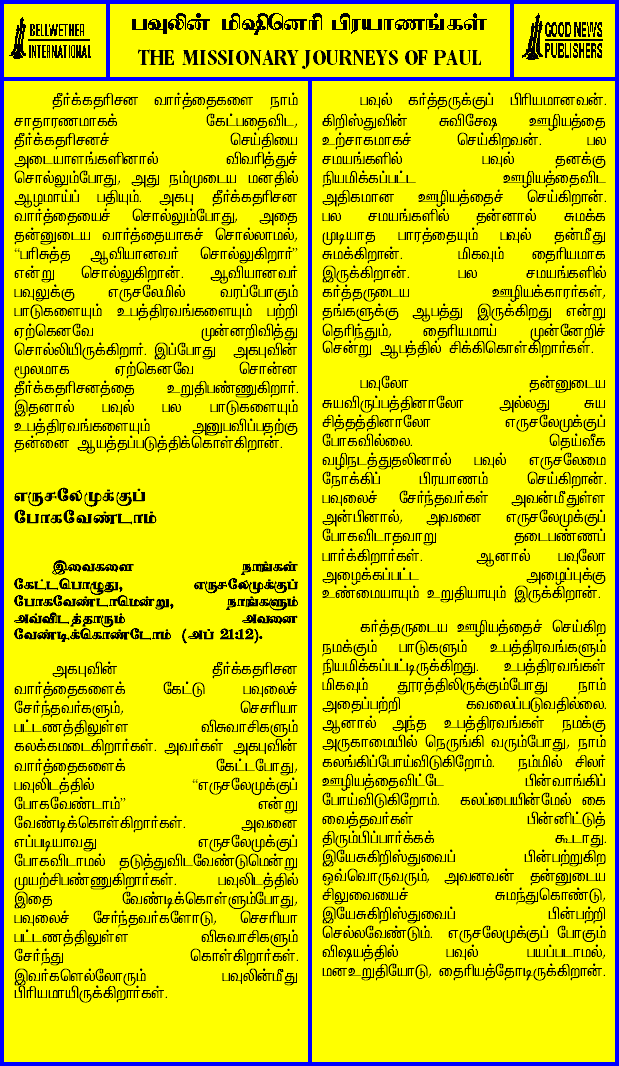 BELLWETHER
INTERNATIONAL
பவுலின் மிஷினெரி பிரயாணங்கள்
THE MISSIONARY JOURNEYS OF PAUL
GOOD NEWS
PUBLISHERS
தீர்க்கதரிசன வார்த்தைகளை நாம்
சாதாரணமாகக் கேட்பதைவிட,
தீர்க்கதரிசனச் செய்தியை
அடையாளங்களினால் விவரித்துச்
சொல்லும்போது, அது நம்முடைய மனதில்
ஆழமாய்ப் பதியும். அகபு தீர்க்கதரிசன
வார்த்தையைச் சொல்லும்போது, அதை
தன்னுடைய வார்த்தையாகச் சொல்லாமல்,
“பரிசுத்த ஆவியானவர் சொல்லுகிறார்”
என்று சொல்லுகிறான். ஆவியானவர்
பவுலுக்கு எருசலேமில் வரப்போகும்
பாடுகளையும் உபத்திரவங்களையும் பற்றி
ஏற்கெனவே முன்னறிவித்து
சொல்லியிருக்கிறார். இப்போது அகபுவின்
மூலமாக ஏற்கெனவே சொன்ன
தீர்க்கதரிசனத்தை உறுதிபண்ணுகிறார்.
இதனால் பவுல் பல பாடுகளையும்
உபத்திரவங்களையும் அனுபவிப்பதற்கு
தன்னை ஆயத்தப்படுத்திக்கொள்கிறான்.
எருசலேமுக்குப்
போகவேண்டாம்
இவைகளை நாங்கள்
கேட்டபொழுது, எருசலேமுக்குப்
போகவேண்டாமென்று, நாங்களும்
அவ்விடத்தாரும் அவனை
வேண்டிக்கொண்டோம் (அப் 21:12).
அகபுவின் தீர்க்கதரிசன
வார்த்தைகளைக் கேட்டு பவுலைச்
சேர்ந்தவர்களும், செசரியா
பட்டணத்திலுள்ள விசுவாசிகளும்
கலக்கமடைகிறார்கள். அவர்கள் அகபுவின்
வார்த்தைகளைக் கேட்டபோது,
பவுலிடத்தில் “எருசலேமுக்குப்
போகவேண்டாம்” என்று
வேண்டிக்கொள்கிறார்கள். அவனை
எப்படியாவது எருசலேமுக்குப்
போகவிடாமல் தடுத்துவிடவேண்டுமென்று
முயற்சிபண்ணுகிறார்கள். பவுலிடத்தில்
இதை வேண்டிக்கொள்ளும்போது,
பவுலைச் சேர்ந்தவர்களோடு, செசரியா
பட்டணத்திலுள்ள விசுவாசிகளும்
சேர்ந்து கொள்கிறார்கள்.
இவர்களெல்லோரும் பவுலின்மீது
பிரியமாயிருக்கிறார்கள்.
பவுல் கர்த்தருக்குப் பிரியமானவன்.
கிறிஸ்துவின் சுவிசேஷ ஊழியத்தை
உற்சாகமாகச் செய்கிறவன். பல
சமயங்களில் பவுல் தனக்கு
நியமிக்கப்பட்ட ஊழியத்தைவிட
அதிகமான ஊழியத்தைச் செய்கிறான்.
பல சமயங்களில் தன்னால் சுமக்க
முடியாத பாரத்தையும் பவுல் தன்மீது
சுமக்கிறான். மிகவும் தைரியமாக
இருக்கிறான். பல சமயங்களில்
கர்த்தருடைய ஊழியக்காரர்கள்,
தங்களுக்கு ஆபத்து இருக்கிறது என்று
தெரிந்தும், தைரியமாய் முன்னேறிச்
சென்று ஆபத்தில் சிக்கிகொள்கிறார்கள்.
பவுலோ தன்னுடைய
சுயவிருப்பத்தினாலோ அல்லது சுய
சித்தத்தினாலோ எருசலேமுக்குப்
போகவில்லை. தெய்வீக
வழிநடத்துதலினால் பவுல் எருசலேமை
நோக்கிப் பிரயாணம் செய்கிறான்.
பவுலைச் சேர்ந்தவர்கள் அவன்மீதுள்ள
அன்பினால், அவனை எருசலேமுக்குப்
போகவிடாதவாறு தடைபண்ணப்
பார்க்கிறார்கள். ஆனால் பவுலோ
அழைக்கப்பட்ட அழைப்புக்கு
உண்மையாயும் உறுதியாயும் இருக்கிறான்.
கர்த்தருடைய ஊழியத்தைச் செய்கிற
நமக்கும் பாடுகளும் உபத்திரவங்களும்
நியமிக்கப்பட்டிருக்கிறது. உபத்திரவங்கள்
மிகவும் தூரத்திலிருக்கும்போது நாம்
அதைப்பற்றி கவலைப்படுவதில்லை.
ஆனால் அந்த உபத்திரவங்கள் நமக்கு
அருகாமையில் நெருங்கி வரும்போது, நாம்
கலங்கிப்போய்விடுகிறோம். நம்மில் சிலர்
ஊழியத்தைவிட்டே பின்வாங்கிப்
போய்விடுகிறோம். கலப்பையின்மேல் கை
வைத்தவர்கள் பின்னிட்டுத்
திரும்பிப்பார்க்கக் கூடாது.
இயேசுகிறிஸ்துவைப் பின்பற்றுகிற
ஒவ்வொருவரும், அவனவன் தன்னுடைய
சிலுவையைச் சுமந்துகொண்டு,
இயேசுகிறிஸ்துவைப் பின்பற்றி
செல்லவேண்டும். எருசலேமுக்குப் போகும்
விஷயத்தில் பவுல் பயப்படாமல்,
மனஉறுதியோடு, தைரியத்தோடிருக்கிறான்.